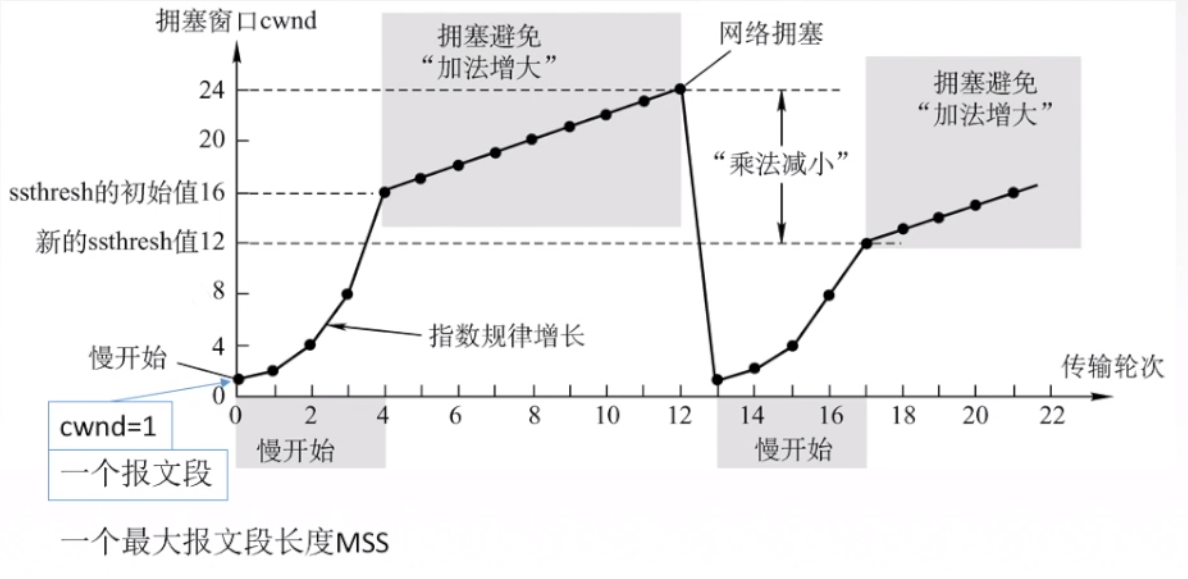 拥塞窗口cwnd
拥塞避免
“加法增大”
网络拥塞
24
20
ssthresh的初始值16
新的ssthresh值12
8
4
0
“乘法减小”
拥塞避免
“加法增大”
指数规律增长
慢开始
传输轮次
0 2 4 6 8 10 12 14 16 18 20 22
慢开始
慢开始
cwnd=1
一个报文段
一个最大报文段长度MSS